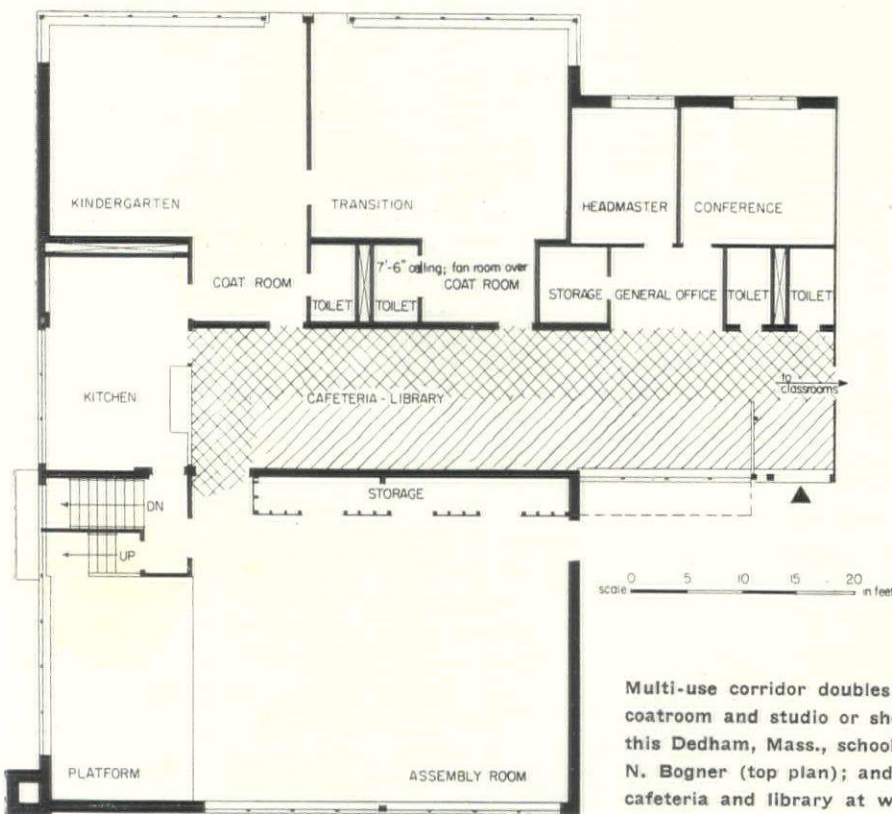 KINDERGARTEN
TRANSITION
HEADMASTER
CONFERENCE
COAT ROOM
TOILET
TOILET
7'-6" ceiling; fan room over
COAT ROOM
STORAGE
GENERAL OFFICE
TOILET
TOILET
KITCHEN
CAFETERIA - LIBRARY
to
classrooms
STORAGE
DN
UP
scale 0 5 10 15 20 in feet
PLATFORM
ASSEMBLY ROOM
Multi-use corridor doubles
coatroom and studio or sh
this Dedham, Mass., school
N. Bogner (top plan); and
cafeteria and library at w